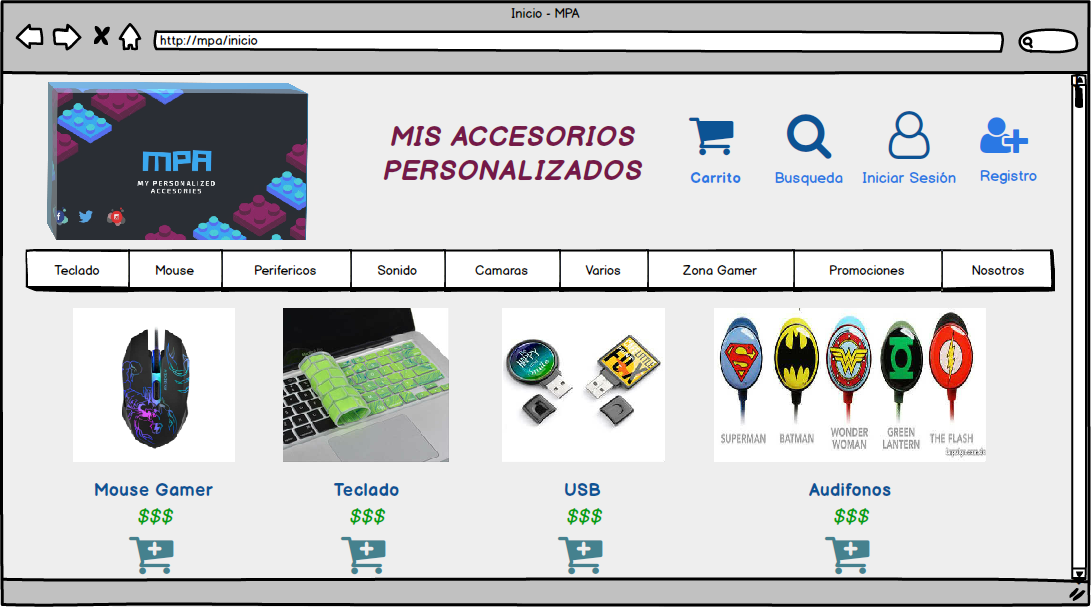 Inicio - MPA
http://mpa/inicio
MPA
MY PERSONALIZED
ACCESORIES
MIS ACCESORIOS
PERSONALIZADOS
Carrito
Busqueda
Iniciar Sesión
Registro
Teclado
Mouse
Perifericos
Sonido
Camaras
Varios
Zona Gamer
Promociones
Nosotros
HAPPY
Smile
SUPERMAN
BATMAN
WONDER
WOMAN
GREEN
LANTERN
THE FLASH
Mouse Gamer
$$$
Teclado
$$$
USB
$$$
Audifonos
$$$